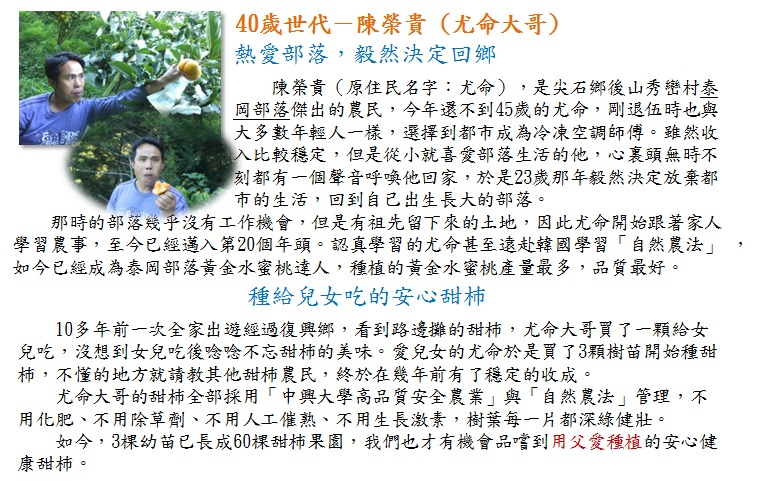 40歲世代－陳榮貴（尤命大哥）
熱愛部落，毅然決定回鄉
陳榮貴（原住民名字：尤命），是尖石鄉後山秀巒村泰
岡部落傑出的農民，今年還不到45歲的尤命，剛退伍時也與
大多數年輕人一樣，選擇到都市成為冷凍空調師傅。雖然收
入比較穩定，但是從小就喜愛部落生活的他，心裏頭無時不
刻都有一個聲音呼喚他回家，於是23歲那年毅然決定放棄都
市的生活，回到自己出生長大的部落。
那時的部落幾乎沒有工作機會，但是有祖先留下來的土地，因此尤命開始跟著家人
學習農事，至今已經邁入第20個年頭。認真學習的尤命甚至遠赴韓國學習「自然農法」，
如今已經成為泰岡部落黃金水蜜桃達人，種植的黃金水蜜桃產量最多，品質最好。
種給兒女吃的安心甜柿
10多年前一次全家出遊經過復興鄉，看到路邊攤的甜柿，尤命大哥買了一顆給女
兒吃，沒想到女兒吃後唸唸不忘甜柿的美味。愛兒女的尤命於是買了3顆樹苗開始種甜
柿，不懂的地方就請教其他甜柿農民，終於在幾年前有了穩定的收成。
尤命大哥的甜柿全部採用「中興大學高品質安全農業」與「自然農法」管理，不
用化肥、不用除草劑、不用人工催熟、不用生長激素，樹葉每一片都深綠健壯。
如今，3棵幼苗已長成60棵甜柿果園，我們也才有機會品嚐到用父愛種植的安心健
康甜柿。